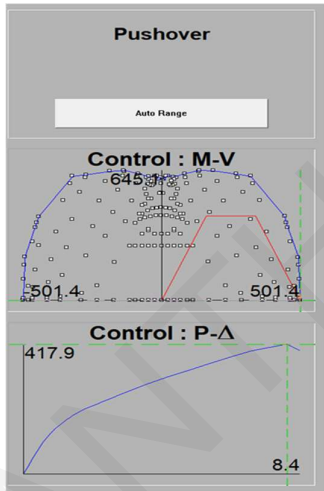 Pushover
Auto Range
Control : M-V
501.4
501.4
Control : P-Δ
417.9
8.4